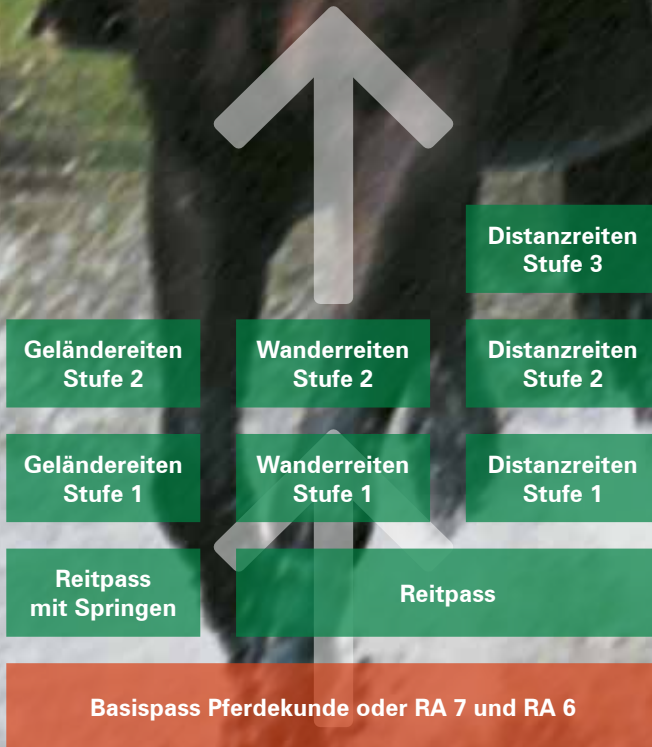 Distanzreiten
Stufe 3
Geländereiten
Stufe 2
Wanderreiten
Stufe 2
Distanzreiten
Stufe 2
Geländereiten
Stufe 1
Wanderreiten
Stufe 1
Distanzreiten
Stufe 1
Reitpass
mit Springen
Reitpass
Basispass Pferdekunde oder RA 7 und RA 6